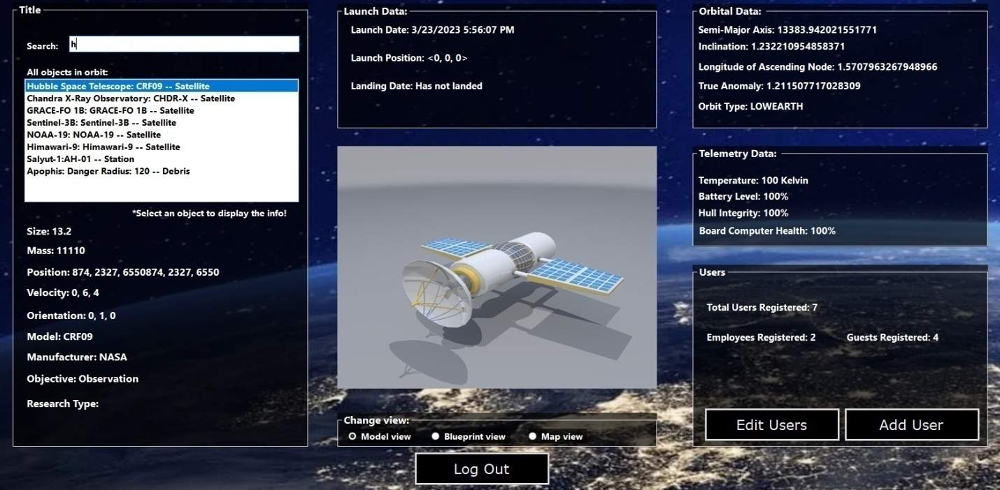 Title
Search: h
All objects in orbit:
Hubble Space Telescope: CRF09 -- Satellite
Chandra X-Ray Observatory: CHDR-X -- Satellite
GRACE-FO 1B: GRACE-FO 1B -- Satellite
Sentinel-3B: Sentinel-3B -- Satellite
NOAA-19: NOAA-19 -- Satellite
Himawari-9: Himawari-9 -- Satellite
Salyut-1:AH-01 -- Station
Apophis: Danger Radius: 120 -- Debris
*Select an object to display the info!
Size: 13.2
Mass: 11110
Position: 874, 2327, 6550874, 2327, 6550
Velocity: 0, 6, 4
Orientation: 0, 1, 0
Model: CRF09
Manufacturer: NASA
Objective: Observation
Research Type:
Launch Data:
Launch Date: 3/23/2023 5:56:07 PM
Launch Position: <0, 0, 0>
Landing Date: Has not landed
Change view:
Model view Blueprint view Map view
Log Out
Orbital Data:
Semi-Major Axis: 13383.942021551771
Inclination: 1.232210954858371
Longitude of Ascending Node: 1.5707963267948966
True Anomaly: 1.211507717028309
Orbit Type: LOWEARTH
Telemetry Data:
Temperature: 100 Kelvin
Battery Level: 100%
Hull Integrity: 100%
Board Computer Health: 100%
Users
Total Users Registered: 7
Employees Registered: 2 Guests Registered: 4
Edit Users Add User